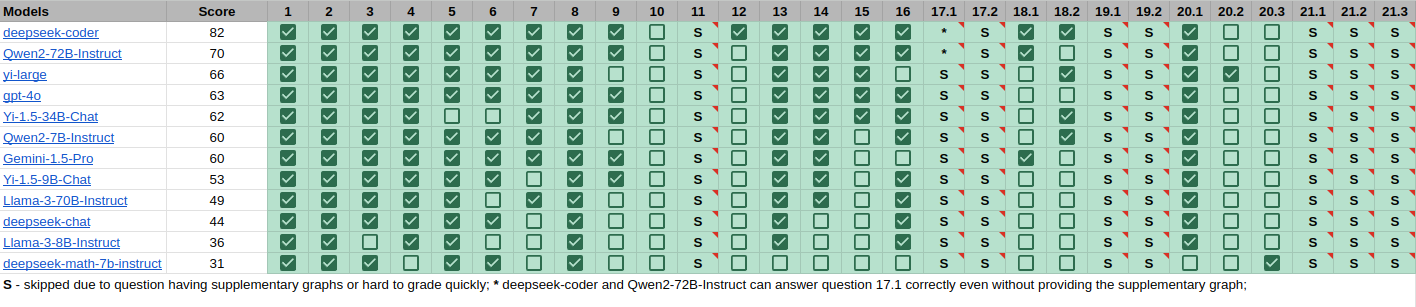 Models Score 1 2 3 4 5 6 7 8 9 10 11 12 13 14 15 16 17.1 17.2 18.1 18.2 19.1 19.2 20.1 20.2 20.3 21.1 21.2 21.3
deepseek-coder 82 S * S S S S S S
Qwen2-72B-Instruct 70 S * S S S S S S
yi-large 66 S S S S S S S S
gpt-4o 63 S S S S S S S S
Yi-1.5-34B-Chat 62 S S S S S S S S
Qwen2-7B-Instruct 60 S S S S S S S S
Gemini-1.5-Pro 60 S S S S S S S S
Yi-1.5-9B-Chat 53 S S S S S S S S
Llama-3-70B-Instruct 49 S S S S S S S S
deepseek-chat 44 S S S S S S S S
Llama-3-8B-Instruct 36 S S S S S S S S
deepseek-math-7b-instruct 31 S S S S S S S S
S - skipped due to question having supplementary graphs or hard to grade quickly; * deepseek-coder and Qwen2-72B-Instruct can answer question 17.1 correctly even without providing the supplementary graph;